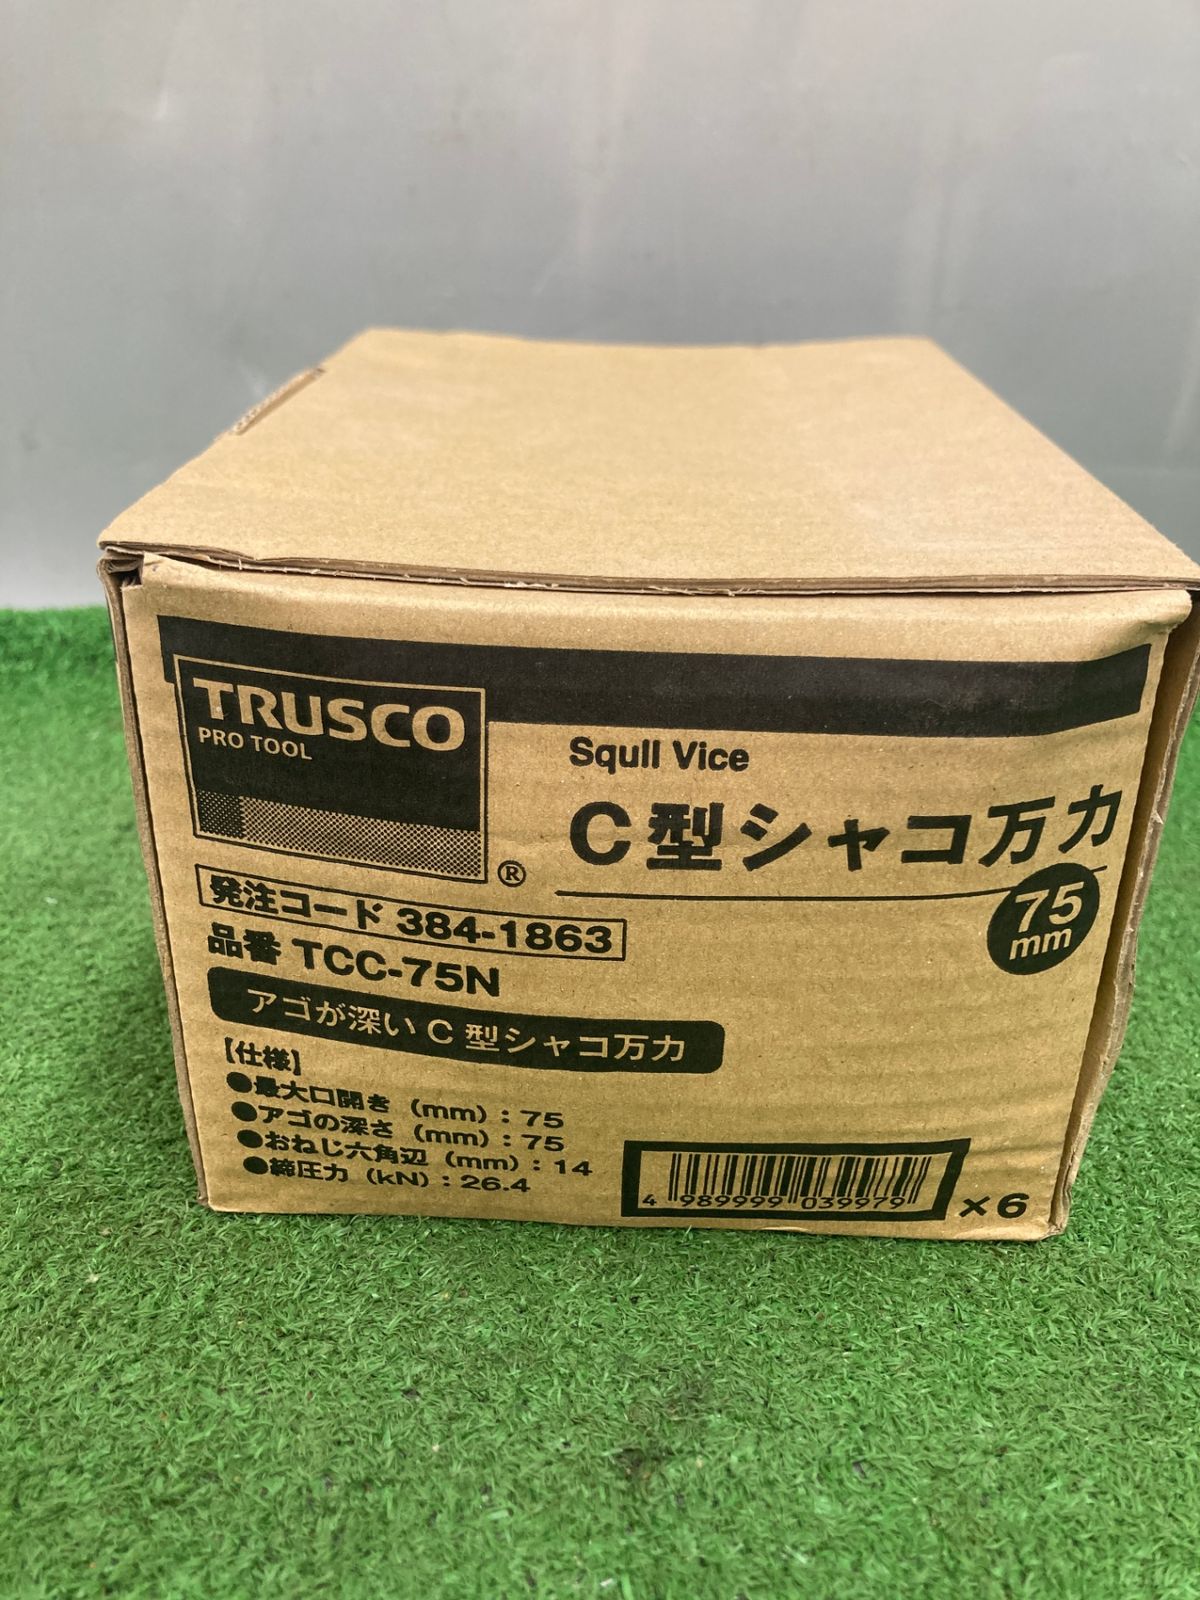 TRUSCO
PRO TOOL
®
Squll Vice
C型シャコ万力
75
mm
発注コード 384-1863
品番 TCC-75N
アゴが深いC型シャコ万力
【仕様】
●最大口開き (mm) : 75
●アゴの深さ (mm) : 75
●おねじ六角辺 (mm) : 14
●締圧力 (kN) : 26.4
4 989999 039979
×6